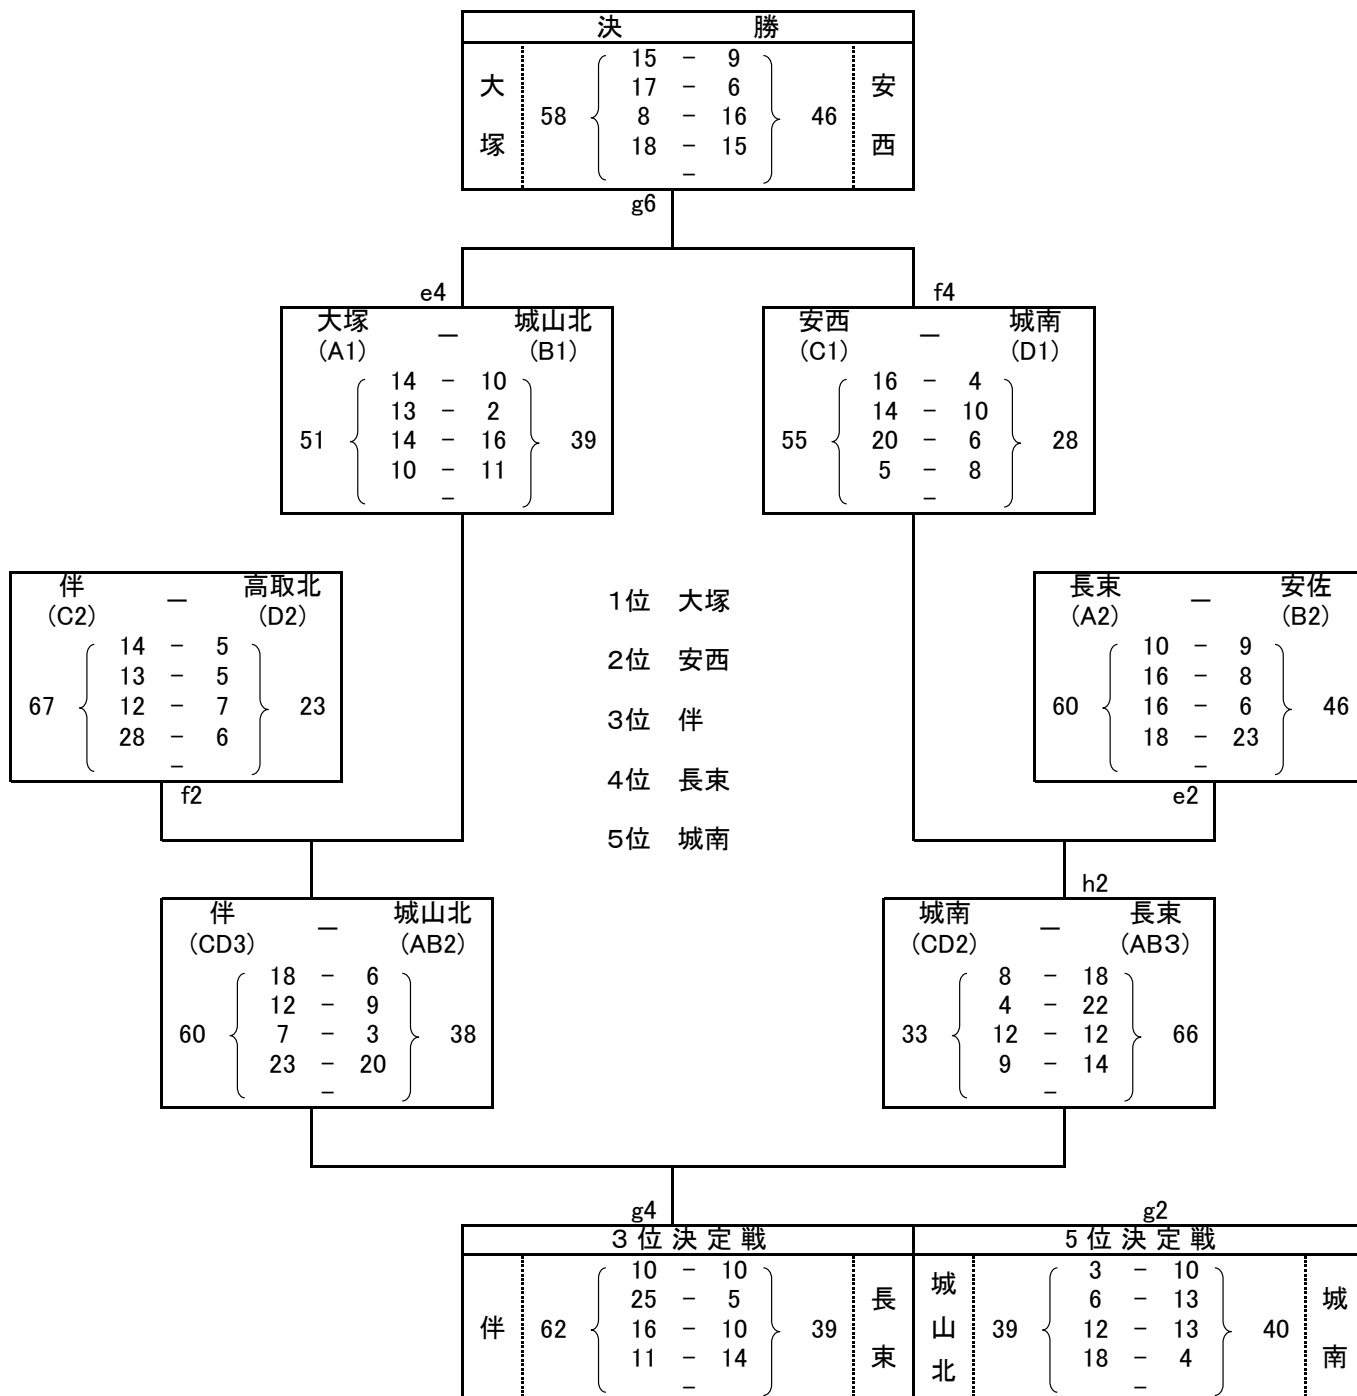 決 勝
大塚 58 15 - 9 46 安西
17 - 6
8 - 16
18 - 15
-
g6
e4 f4
大塚 - 城山北
(A1) (B1)
14 - 10
13 - 2
51 14 - 16 39
10 - 11
-
安西 - 城南
(C1) (D1)
16 - 4
14 - 10
55 20 - 6 28
5 - 8
-
伴 - 高取北
(C2) (D2)
14 - 5
13 - 5
67 12 - 7 23
28 - 6
-
f2
1位 大塚
2位 安西
3位 伴
4位 長束
5位 城南
長束 - 安佐
(A2) (B2)
10 - 9
16 - 8
60 16 - 6 46
18 - 23
-
e2
伴 - 城山北
(CD3) (AB2)
18 - 6
12 - 9
60 7 - 3 38
23 - 20
-
h2
城南 - 長束
(CD2) (AB3)
8 - 18
4 - 22
33 12 - 12 66
9 - 14
-
g4 g2
3位決定戦
10 - 10
25 - 5
伴 62 16 - 10 39 長束
11 - 14
-
5位決定戦
3 - 10
6 - 13
城山北 39 12 - 13 40 城南
18 - 4
-